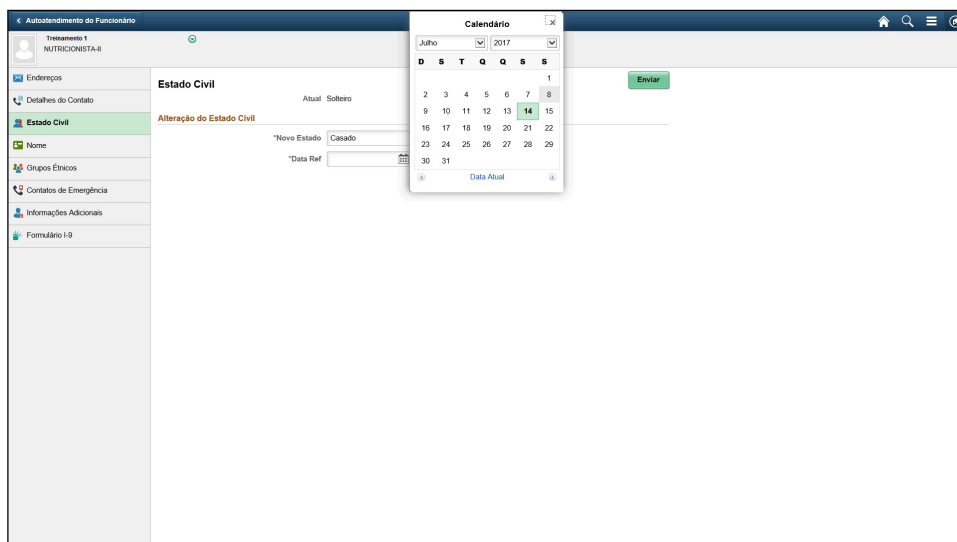 Autoatendimento do Funcionário
Treinamento 1
NUTRICIONISTA-II
Endereços
Detalhes do Contato
Estado Civil
Nome
Grupos Étnicos
Contatos de Emergência
Informações Adicionais
Formulário I-9
Estado Civil
Enviar
Atual Solteiro
Alteração do Estado Civil
*Novo Estado Casado
*Data Ref
Calendário
Julho 2017
D S T Q Q S S
1
2 3 4 5 6 7 8
9 10 11 12 13 14 15
16 17 18 19 20 21 22
23 24 25 26 27 28 29
30 31
Data Atual